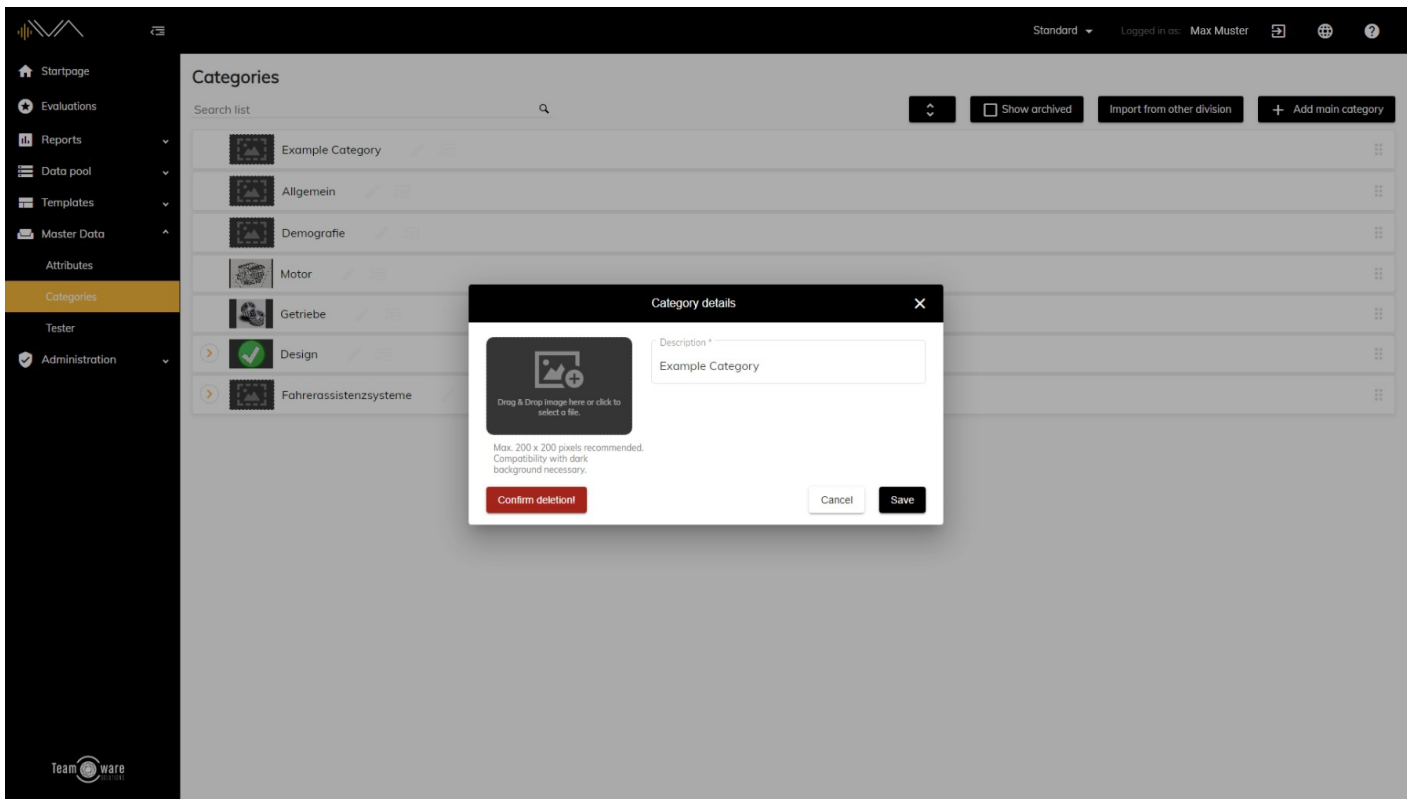 Standard
Logged in as: Max Muster
Startpage
Evaluations
Reports
Data pool
Templates
Master Data
Attributes
Categories
Tester
Administration
Team ware
SOLUTIONS
Categories
Search list
Show archived
Import from other division
+ Add main category
Example Category
Allgemein
Demografie
Motor
Getriebe
Design
Fahrerassistenzsysteme
Category details
Drag & Drop image here or click to
select a file.
Max. 200 x 200 pixels recommended.
Compatibility with dark
background necessary.
Description *
Example Category
Confirm deletion!
Cancel
Save